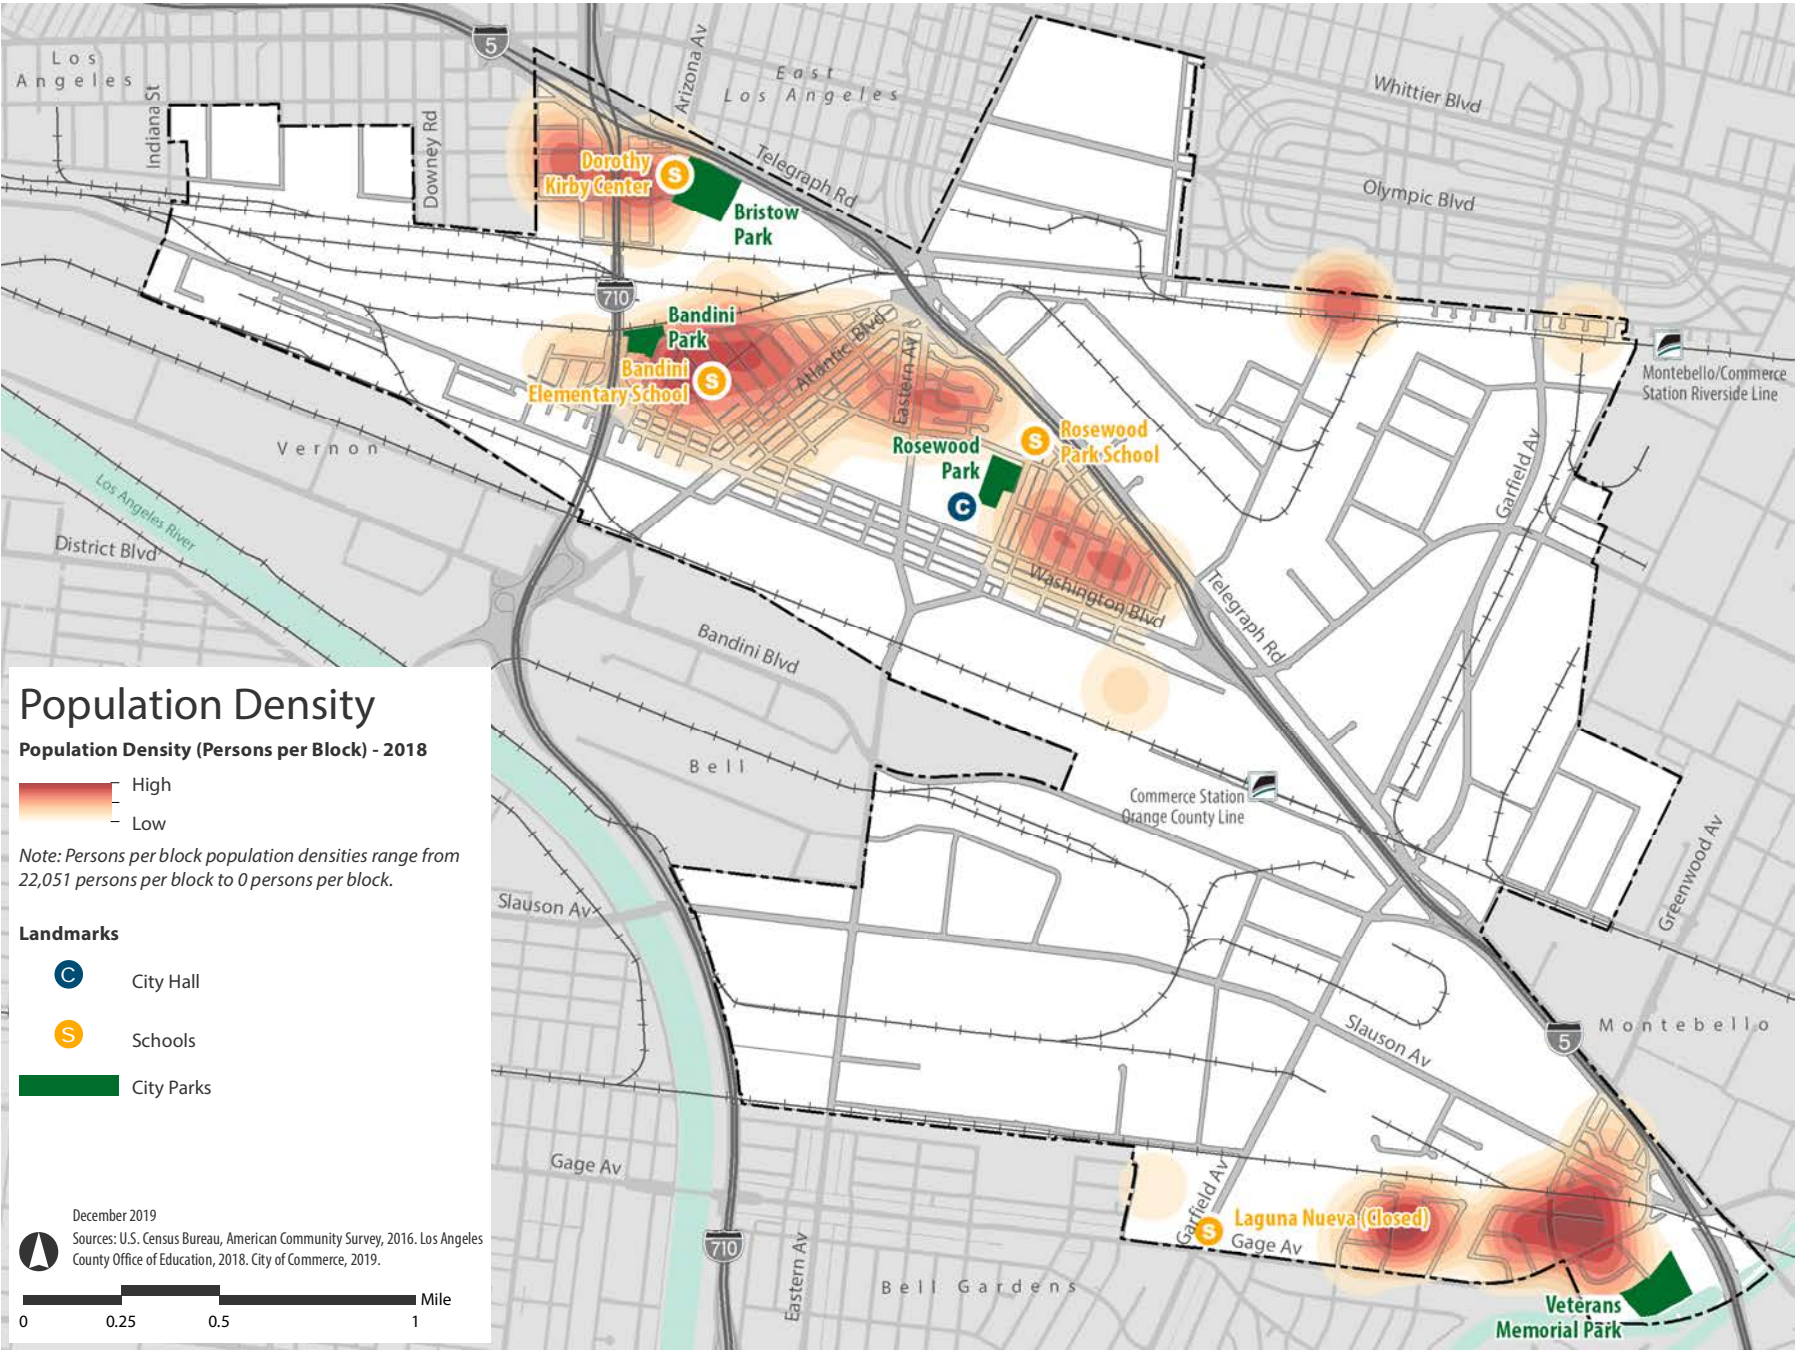 Los
Angeles
Indiana St
Downey Rd
5
Arizona Av
East
Los Angeles
Telegraph Rd
Whittier Blvd
Olympic Blvd
Dorothy
Kirby Center
S
Bristow
Park
710
Bandini
Park
Bandini
Elementary School
S
Atlantic Blvd
Eastern Av
Rosewood
Park
S
Rosewood
Park School
C
Montebello/Commerce
Station Riverside Line
Garfield Av
Vernon
Los Angeles River
District Blvd
Washington Blvd
Telegraph Rd
Bandini Blvd
Bell
Commerce Station
Orange County Line
Greenwood Av
Slauson Av
Slauson Av
5
Montebello
Gage Av
710
Eastern Av
Garfield Av
S
Laguna Nueva (Closed)
Gage Av
Bell Gardens
Veterans
Memorial Park
Population Density
Population Density (Persons per Block) - 2018
High
Low
Note: Persons per block population densities range from
22,051 persons per block to 0 persons per block.
Landmarks
C City Hall
S Schools
City Parks
December 2019
Sources: U.S. Census Bureau, American Community Survey, 2016. Los Angeles
County Office of Education, 2018. City of Commerce, 2019.
Mile
0 0.25 0.5 1